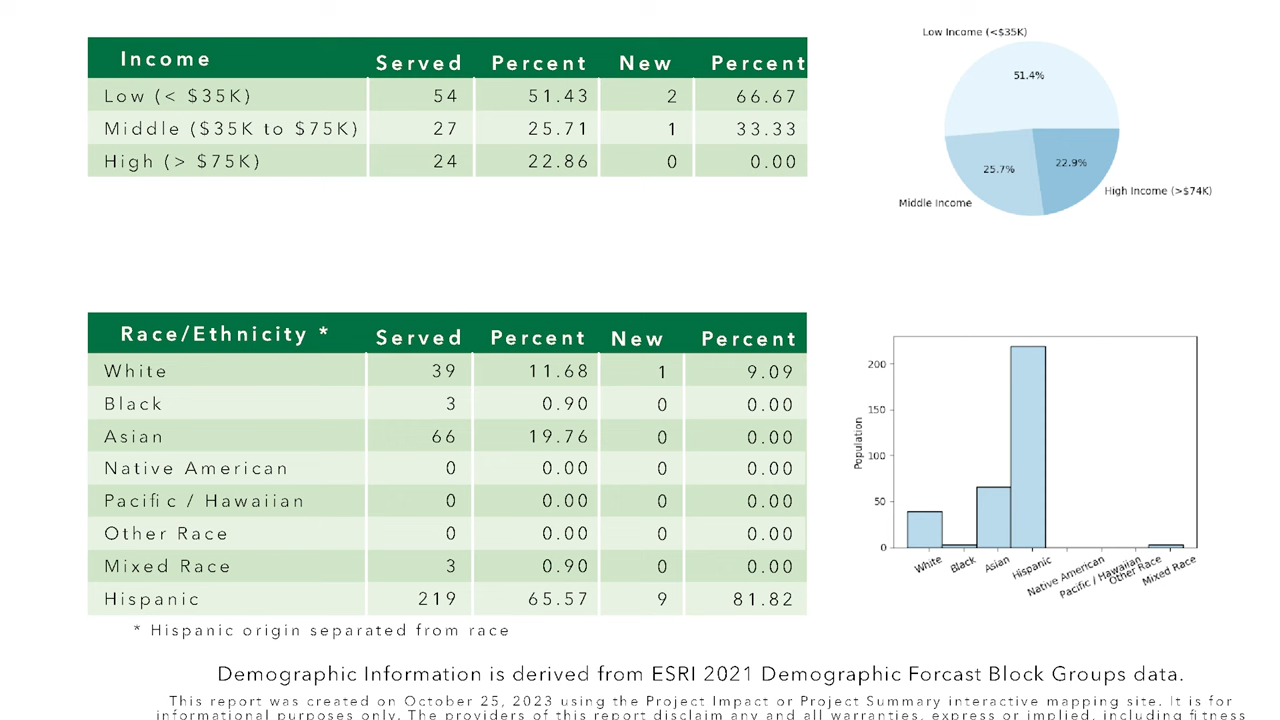 Income Served Percent New Percent
Low (< $35K) 54 51.43 2 66.67
Middle ($35K to $75K) 27 25.71 1 33.33
High (> $75K) 24 22.86 0 0.00
Low Income (<$35K)
51.4%
25.7%
22.9%
High Income (>$74K)
Middle Income
Race/Ethnicity * Served Percent New Percent
White 39 11.68 1 9.09
Black 3 0.90 0 0.00
Asian 66 19.76 0 0.00
Native American 0 0.00 0 0.00
Pacific / Hawaiian 0 0.00 0 0.00
Other Race 0 0.00 0 0.00
Mixed Race 3 0.90 0 0.00
Hispanic 219 65.57 9 81.82
* Hispanic origin separated from race
Population
200
150
100
50
0
White
Black
Asian
Hispanic
Native American
Pacific / Hawaiian
Other Race
Mixed Race
Demographic Information is derived from ESRI 2021 Demographic Forcast Block Groups data.
This report was created on October 25, 2023 using the Project Impact or Project Summary interactive mapping site. It is for
informational purposes only. The providins of this report disclaim any and all warranties, express or implied, including fitness